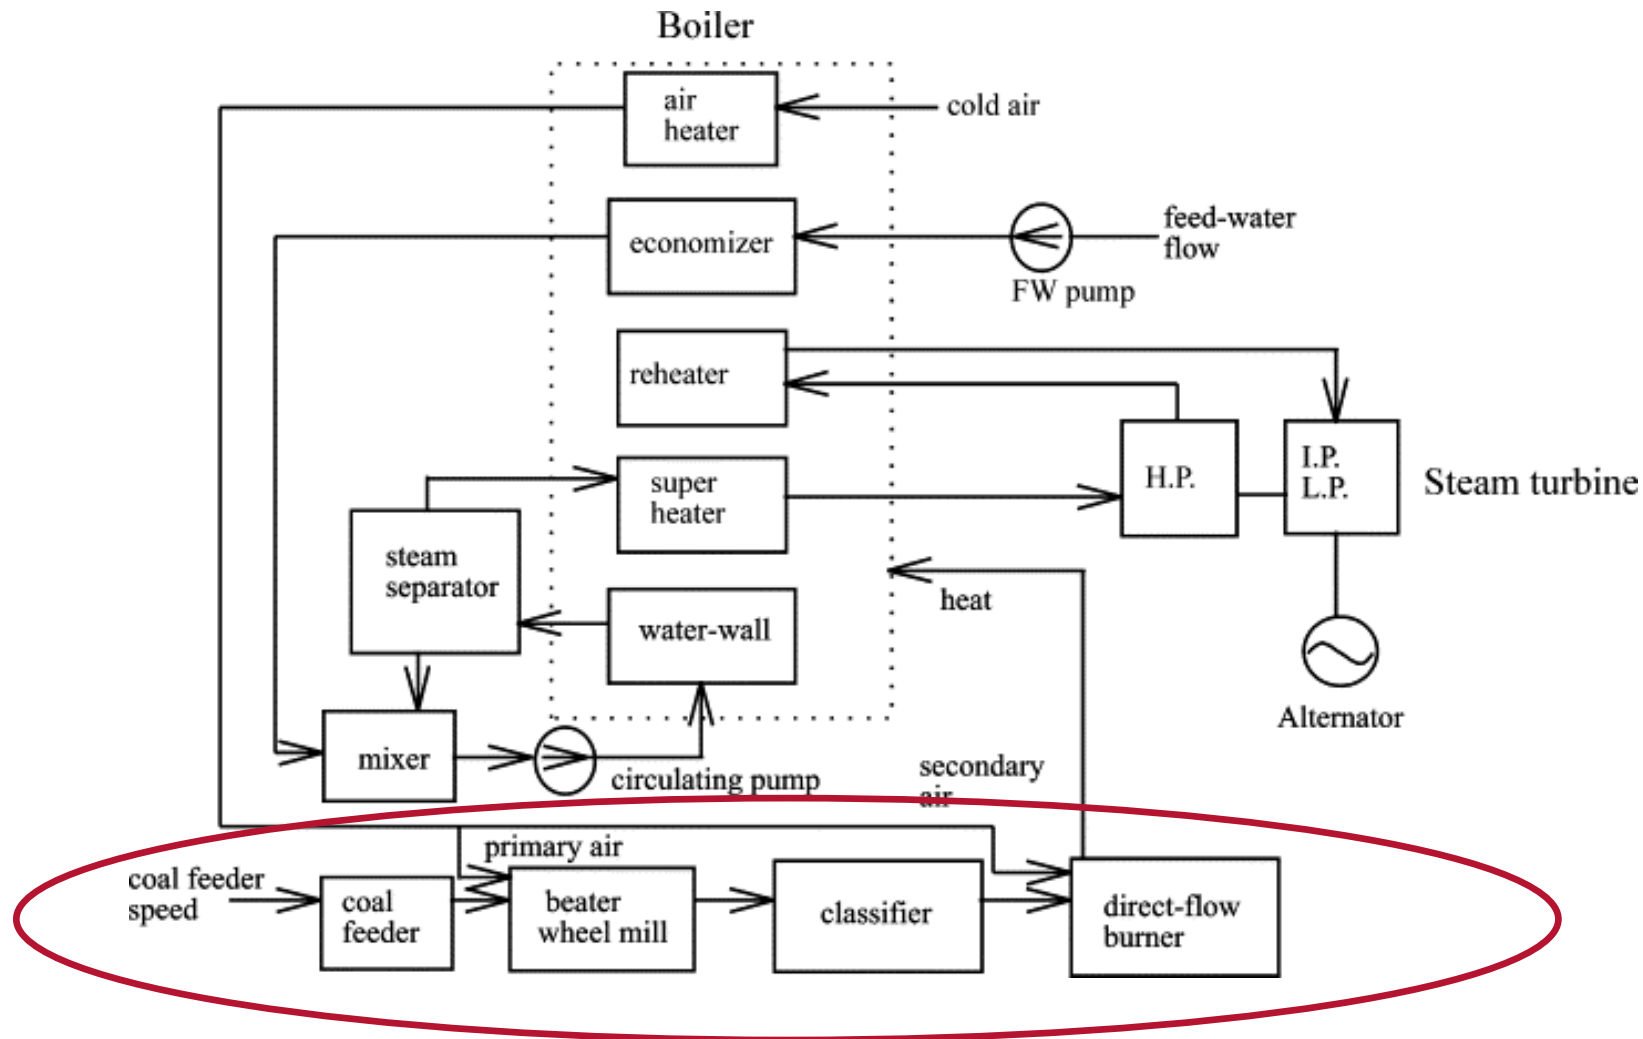 Boiler
air
heater
cold air
economizer
feed-water
flow
FW pump
reheater
super
heater
H.P.
I.P.
L.P.
Steam turbine
steam
separator
water-wall
heat
Alternator
mixer
circulating pump
secondary
air
primary air
coal feeder
speed
coal
feeder
beater
wheel mill
classifier
direct-flow
burner